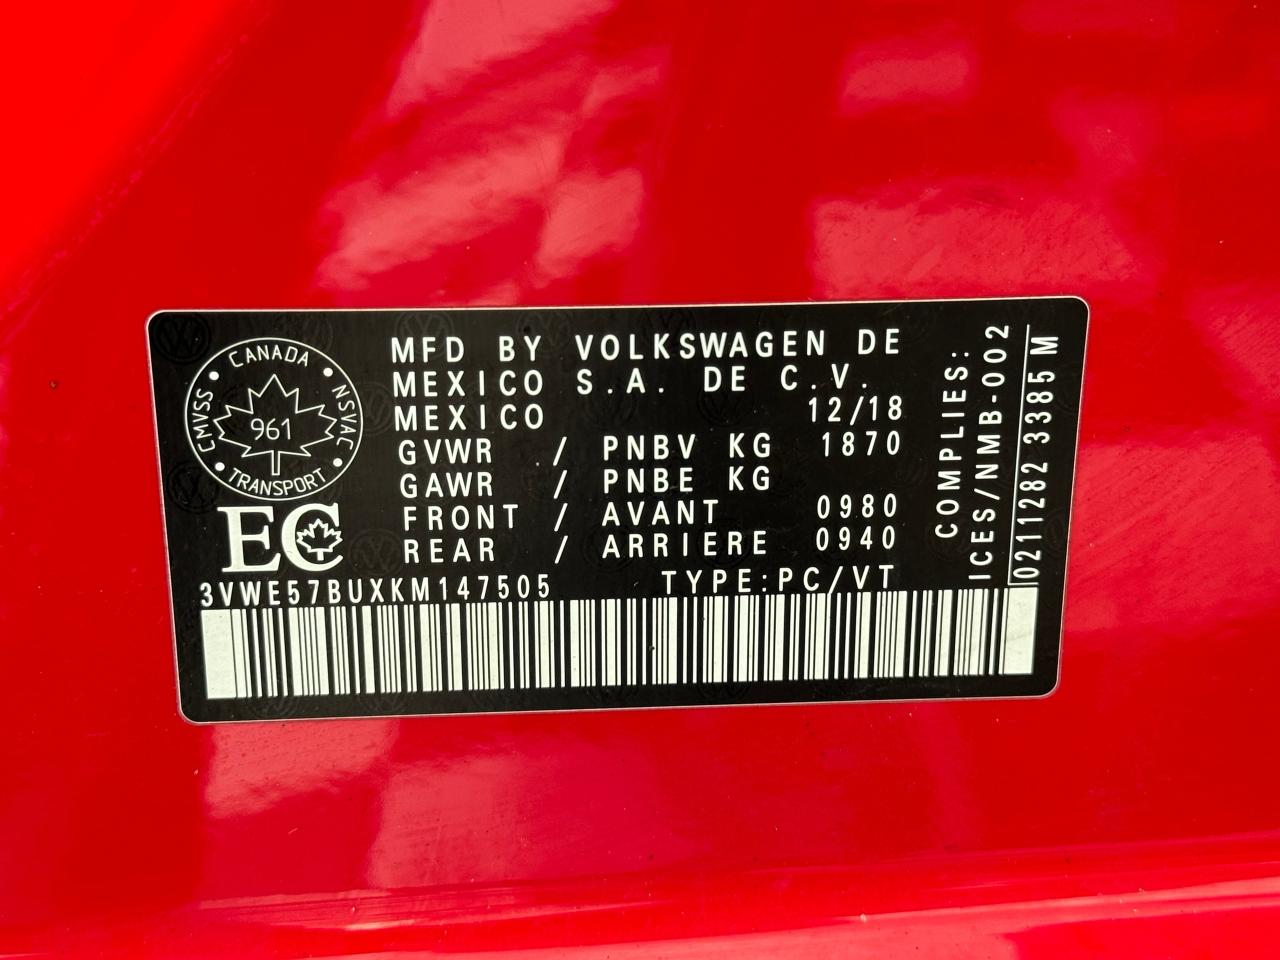 CANADA
CMVSS
NSVAC
961
TRANSPORT
EC
MFD BY VOLKSWAGEN DE
MEXICO S.A. DE C.V.
MEXICO 12/18
GVWR / PNBV KG 1870
GAWR / PNBE KG
FRONT / AVANT 0980
REAR / ARRIERE 0940
3VWE57BUXKM147505 TYPE:PC/VT
COMPLIES:
ICES/NMB-002
0211282 3385 M